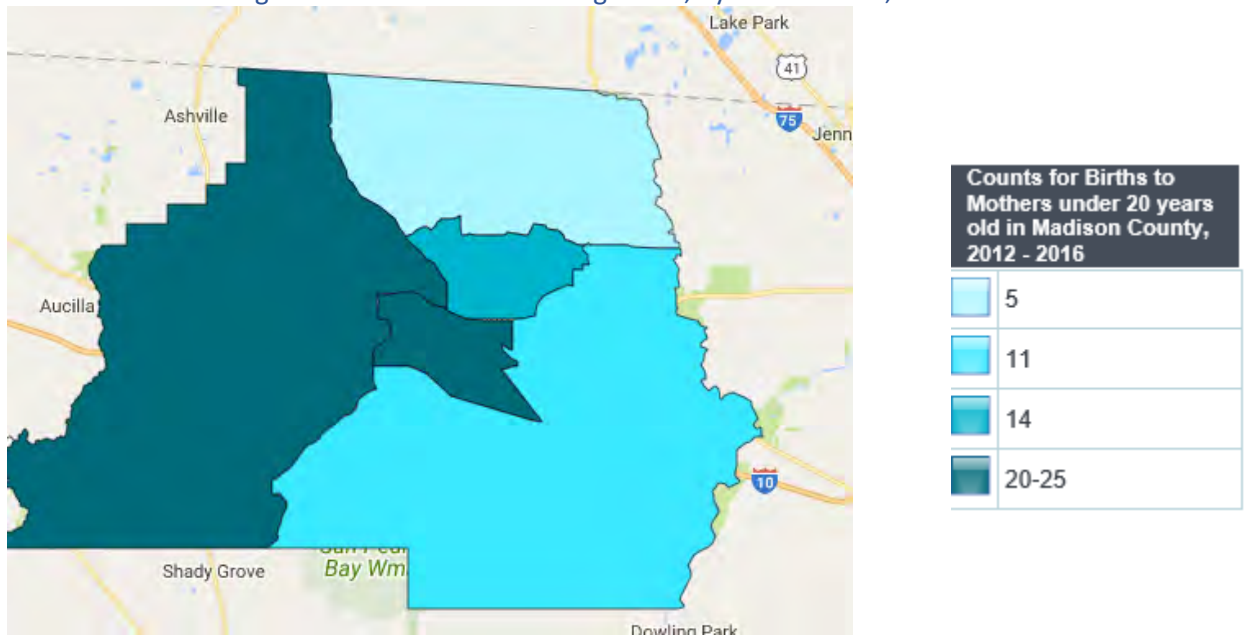 Lake Park
41
Ashville
75
Jenn
Aucilla
10
Shady Grove
Bay Wm
Dowling Park
Counts for Births to
Mothers under 20 years
old in Madison County,
2012 - 2016
5
11
14
20-25